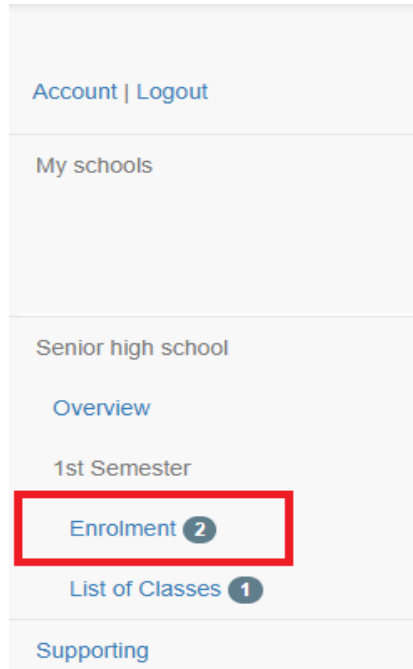 Account | Logout
My schools
Senior high school
Overview
1st Semester
Enrolment 2
List of Classes 1
Supporting